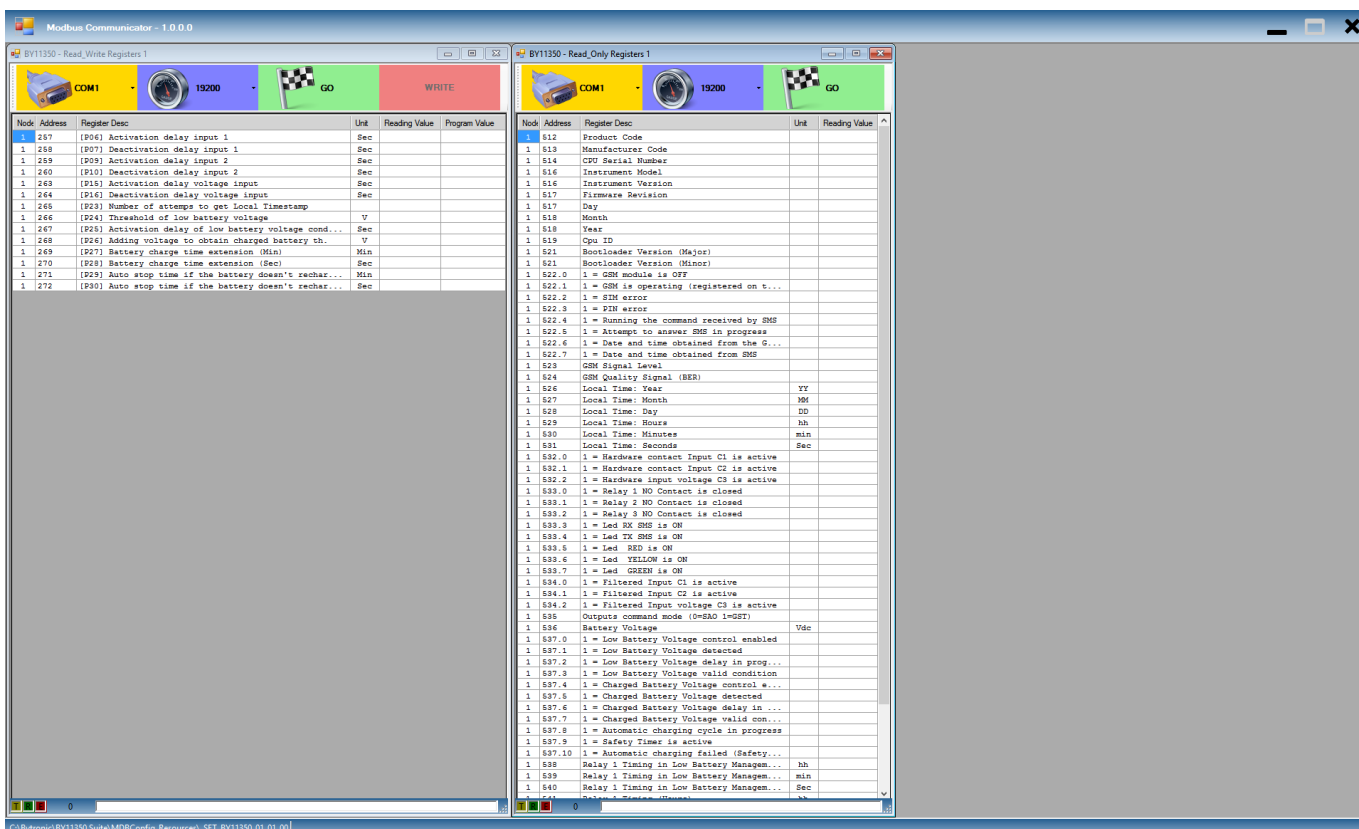 Modbus Communicator - 1.0.0.0
BY11350 - Read_Write Registers 1
COM1 19200 GO WRITE
Node Address Register Desc Unit Reading Value Program Value
1 257 [P06] Activation delay input 1 Sec
1 258 [P07] Deactivation delay input 1 Sec
1 259 [P09] Activation delay input 2 Sec
1 260 [P10] Deactivation delay input 2 Sec
1 263 [P15] Activation delay voltage input Sec
1 264 [P16] Deactivation delay voltage input Sec
1 265 [P23] Number of attemps to get Local Timestamp
1 266 [P24] Threshold of low battery voltage V
1 267 [P25] Activation delay of low battery voltage cond... Sec
1 268 [P26] Adding voltage to obtain charged battery th. V
1 269 [P27] Battery charge time extension (Min) Min
1 270 [P28] Battery charge time extension (Sec) Sec
1 271 [P29] Auto stop time if the battery doesn't rechar... Min
1 272 [P30] Auto stop time if the battery doesn't rechar... Sec
T R E 0
BY11350 - Read_Only Registers 1
COM1 19200 GO
Node Address Register Desc Unit Reading Value
1 512 Product Code
1 513 Manufacturer Code
1 514 CPU Serial Number
1 516 Instrument Model
1 516 Instrument Version
1 517 Firmware Revision
1 517 Day
1 518 Month
1 518 Year
1 519 Cpu ID
1 521 Bootloader Version (Major)
1 521 Bootloader Version (Minor)
1 522.0 1 = GSM module is OFF
1 522.1 1 = GSM is operating (registered on t...
1 522.2 1 = SIM error
1 522.3 1 = PIN error
1 522.4 1 = Running the command received by SMS
1 522.5 1 = Attempt to answer SMS in progress
1 522.6 1 = Date and time obtained from the G...
1 522.7 1 = Date and time obtained from SMS
1 523 GSM Signal Level
1 524 GSM Quality Signal (BER)
1 526 Local Time: Year YY
1 527 Local Time: Month MM
1 528 Local Time: Day DD
1 529 Local Time: Hours hh
1 530 Local Time: Minutes min
1 531 Local Time: Seconds Sec
1 532.0 1 = Hardware contact Input C1 is active
1 532.1 1 = Hardware contact Input C2 is active
1 532.2 1 = Hardware input voltage C3 is active
1 533.0 1 = Relay 1 NO Contact is closed
1 533.1 1 = Relay 2 NO Contact is closed
1 533.2 1 = Relay 3 NO Contact is closed
1 533.3 1 = Led RX SMS is ON
1 533.4 1 = Led TX SMS is ON
1 533.5 1 = Led RED is ON
1 533.6 1 = Led YELLOW is ON
1 533.7 1 = Led GREEN is ON
1 534.0 1 = Filtered Input C1 is active
1 534.1 1 = Filtered Input C2 is active
1 534.2 1 = Filtered Input voltage C3 is active
1 535 Outputs command mode (0=SAO 1=GST)
1 536 Battery Voltage Vdc
1 537.0 1 = Low Battery Voltage control enabled
1 537.1 1 = Low Battery Voltage detected
1 537.2 1 = Low Battery Voltage delay in prog...
1 537.3 1 = Low Battery Voltage valid condition
1 537.4 1 = Charged Battery Voltage control e...
1 537.5 1 = Charged Battery Voltage detected
1 537.6 1 = Charged Battery Voltage delay in ...
1 537.7 1 = Charged Battery Voltage valid con...
1 537.8 1 = Automatic charging cycle in progress
1 537.9 1 = Safety Timer is active
1 537.10 1 = Automatic charging failed (Safety...
1 538 Relay 1 Timing in Low Battery Managem... hh
1 539 Relay 1 Timing in Low Battery Managem... min
1 540 Relay 1 Timing in Low Battery Managem... Sec
1 541 Relay 1 Timing (Hours) hh
T R E 0
C:\Bytronic\BY11350 Suite\MDBConfig_Resources\_SET_BY11350_01_01_00